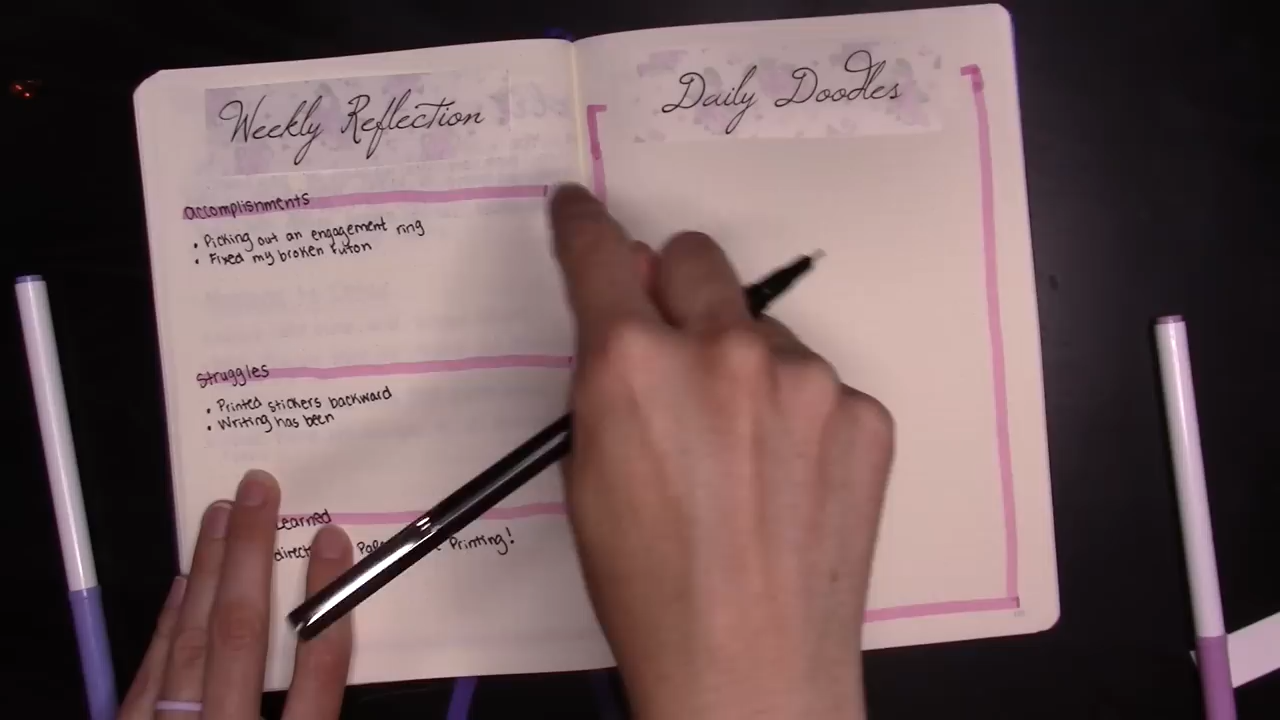 Weekly Reflection
accomplishments
• Picking out an engagement ring
• Fixed my broken futon
Struggles
• Printed stickers backward
• Writing has been
Learned
direct Printing!
Daily Doodles